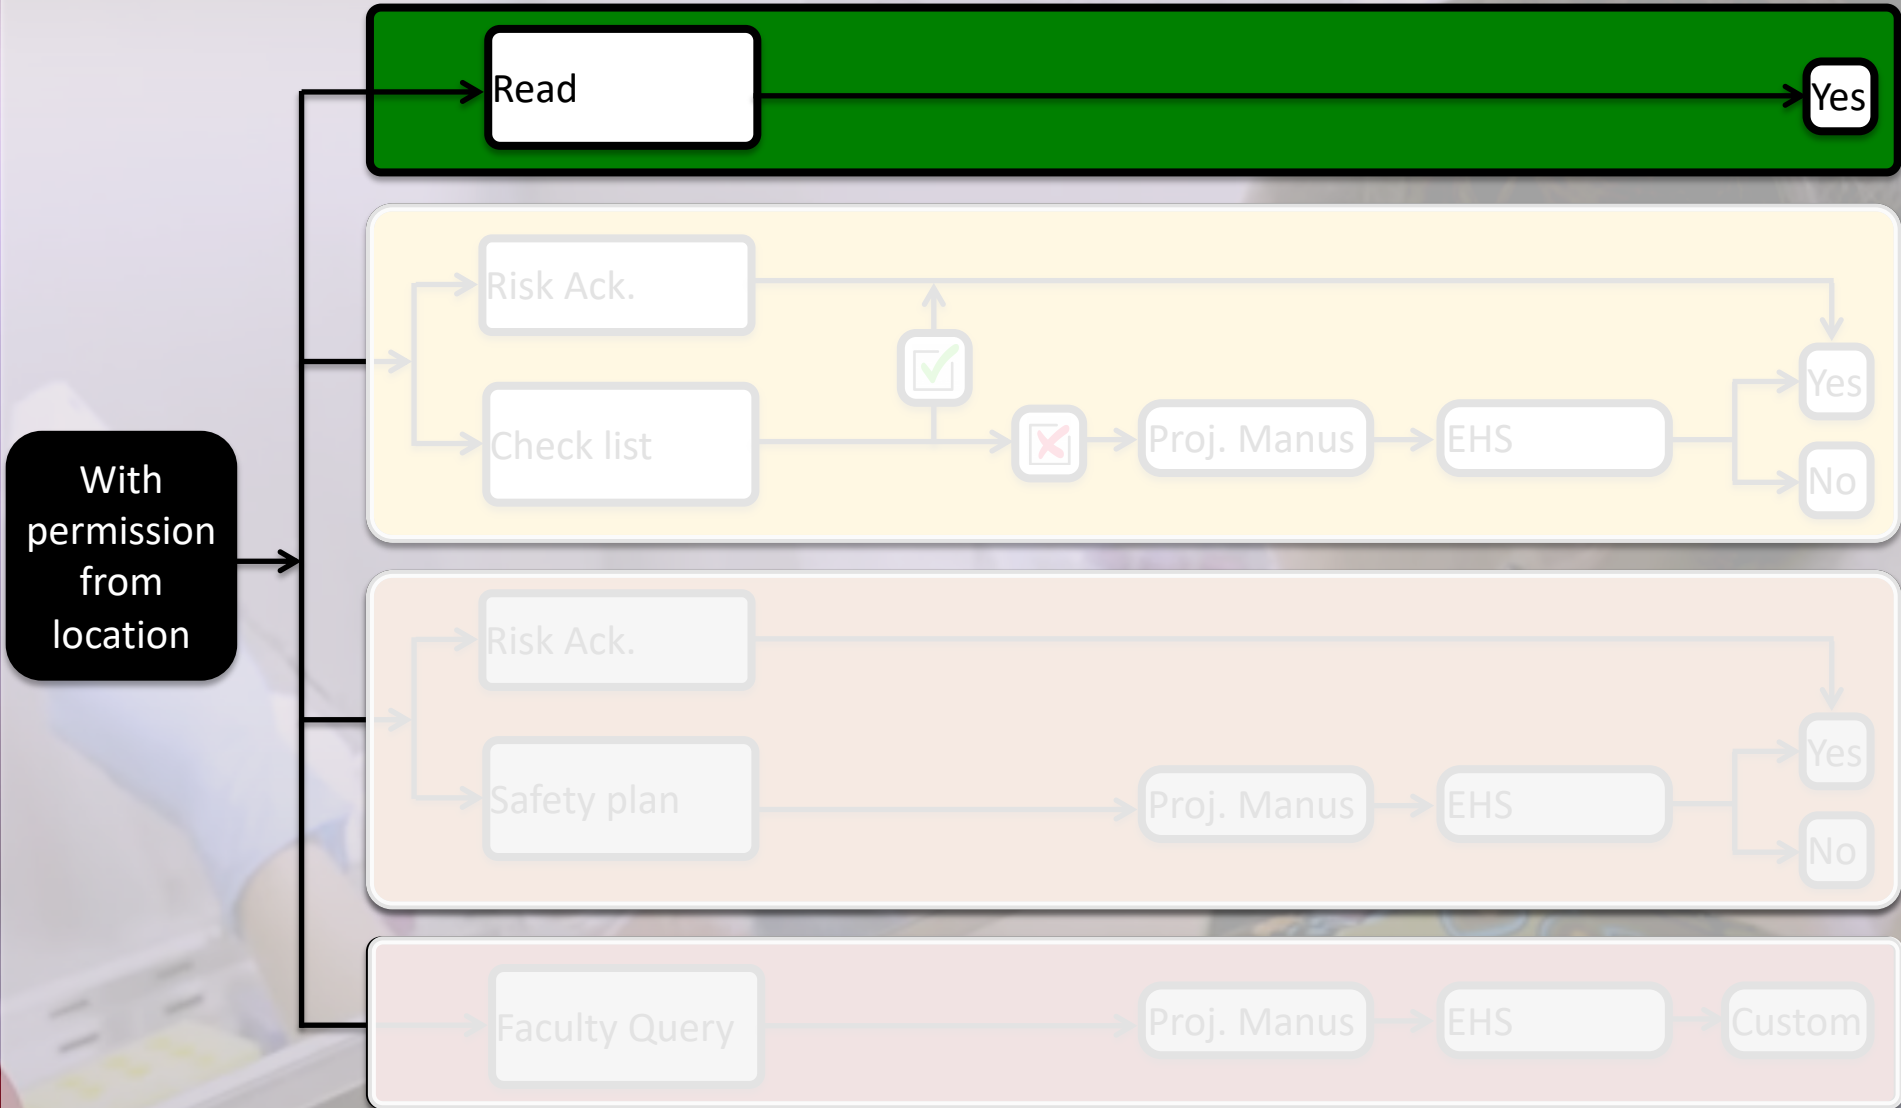 Read
Yes
Risk Ack.
Yes
Check list
Proj. Manus
EHS
No
With
permission
from
location
Risk Ack.
Yes
Safety plan
Proj. Manus
EHS
No
Faculty Query
Proj. Manus
EHS
Custom